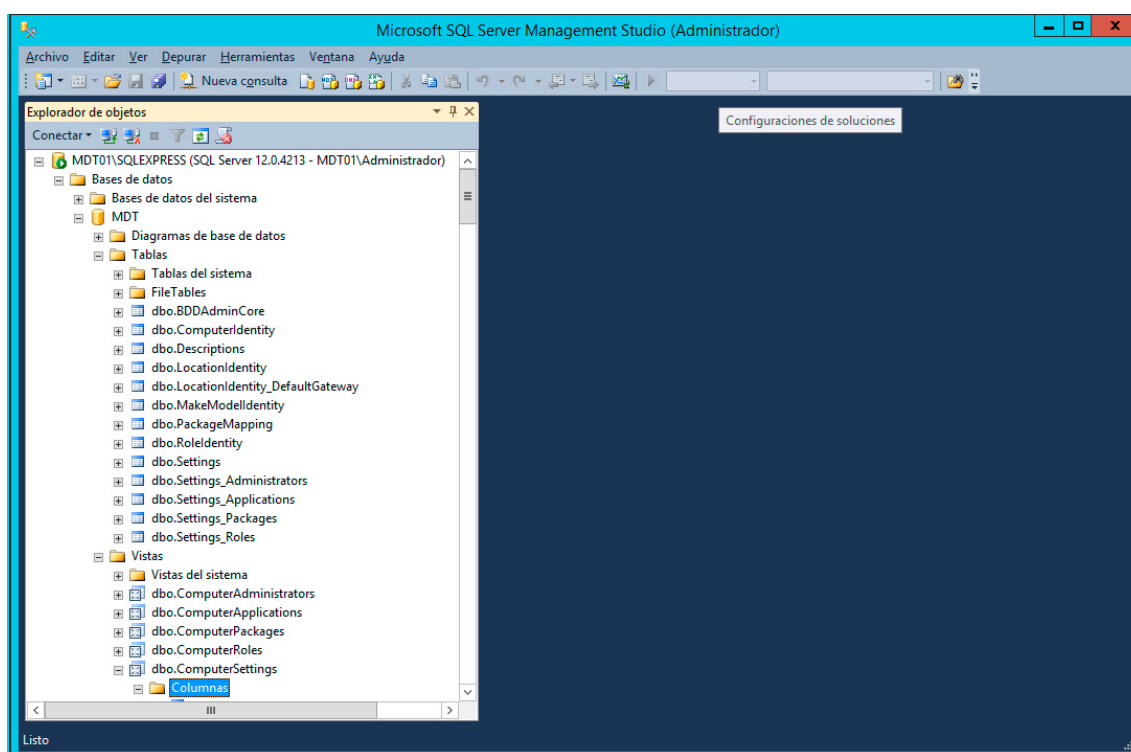 Microsoft SQL Server Management Studio (Administrador)
Archivo Editar Ver Depurar Herramientas Ventana Ayuda
Nueva consulta
Explorador de objetos
Configuraciones de soluciones
Conectar
MDT01\SQLEXPRESS (SQL Server 12.0.4213 - MDT01\Administrador)
Bases de datos
Bases de datos del sistema
MDT
Diagramas de base de datos
Tablas
Tablas del sistema
FileTables
dbo.BDDAdminCore
dbo.ComputerIdentity
dbo.Descriptions
dbo.LocationIdentity
dbo.LocationIdentity_DefaultGateway
dbo.MakeModelIdentity
dbo.PackageMapping
dbo.RoleIdentity
dbo.Settings
dbo.Settings_Administrators
dbo.Settings_Applications
dbo.Settings_Packages
dbo.Settings_Roles
Vistas
Vistas del sistema
dbo.ComputerAdministrators
dbo.ComputerApplications
dbo.ComputerPackages
dbo.ComputerRoles
dbo.ComputerSettings
Columnas
Listo